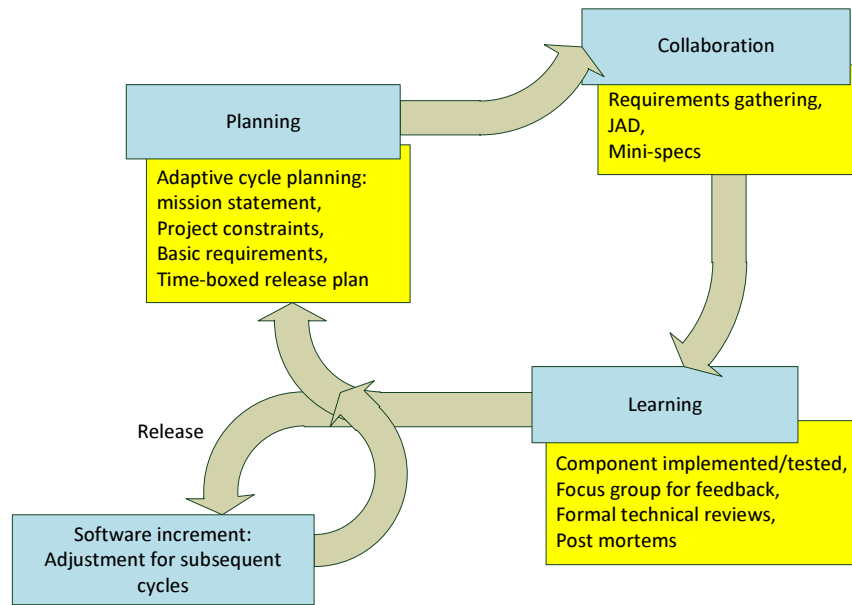 Collaboration
Requirements gathering,
JAD,
Mini-specs
Planning
Adaptive cycle planning:
mission statement,
Project constraints,
Basic requirements,
Time-boxed release plan
Learning
Component implemented/tested,
Focus group for feedback,
Formal technical reviews,
Post mortems
Release
Software increment:
Adjustment for subsequent
cycles